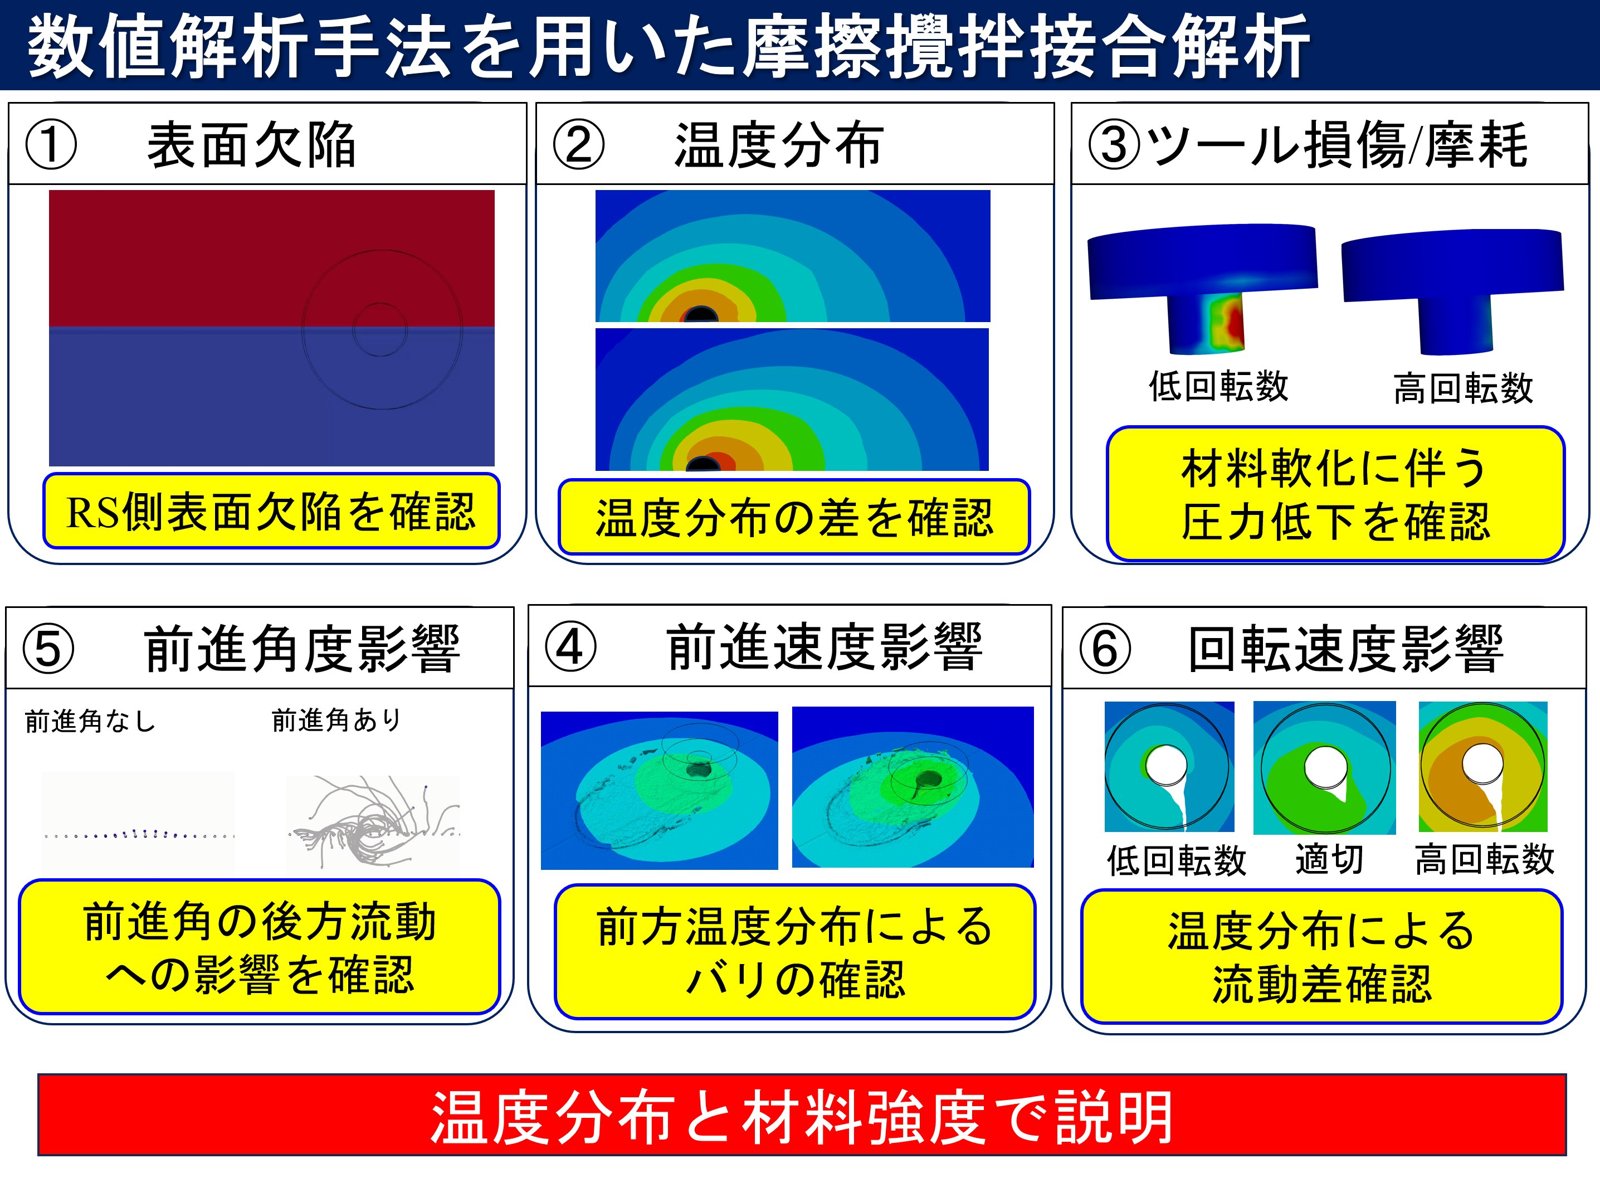 数値解析手法を用いた摩擦攪拌接合解析
① 表面欠陥
RS側表面欠陥を確認
② 温度分布
温度分布の差を確認
③ツール損傷/摩耗
低回転数
高回転数
材料軟化に伴う
圧力低下を確認
⑤ 前進角度影響
前進角なし
前進角あり
前進角の後方流動
への影響を確認
④ 前進速度影響
前方温度分布による
バリの確認
⑥ 回転速度影響
低回転数
適切
高回転数
温度分布による
流動差確認
温度分布と材料強度で説明